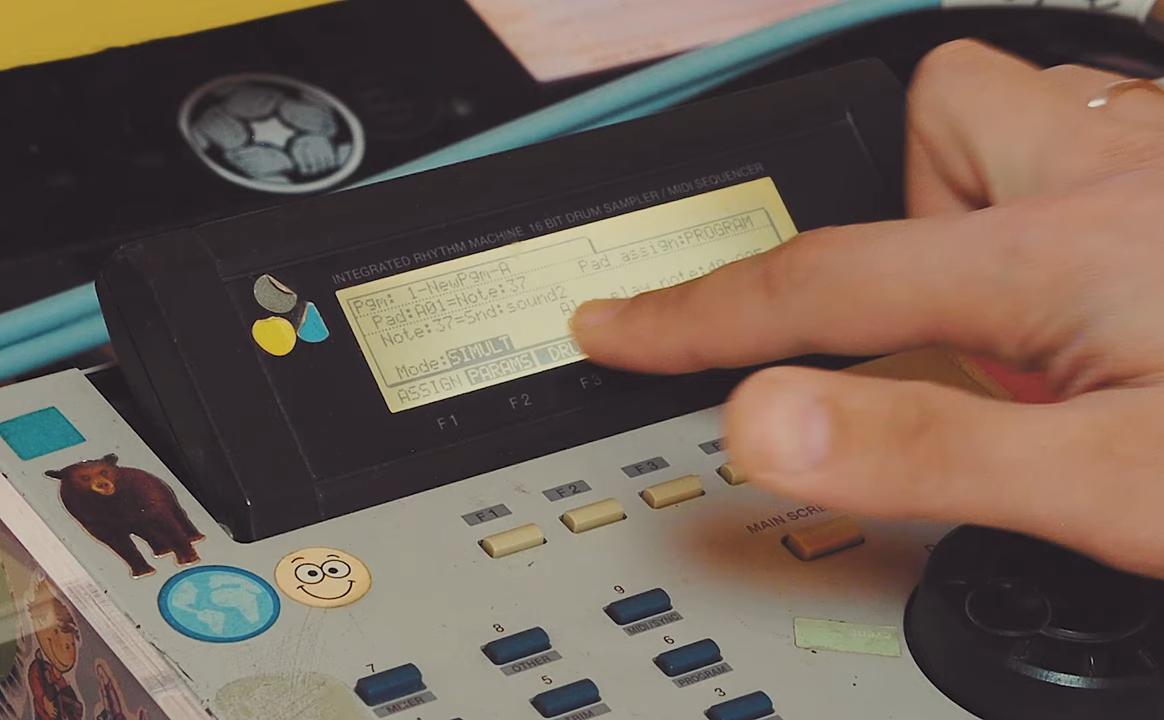 INTEGRATED RHYTHM MACHINE 16 BIT DRUM SAMPLER / MIDI SEQUENCER
Pgm: 1-NewPgm-A Pad assign:PROGRAM
Pad:A01=Note:37
Note:37=Snd:sound2 play note:
Mode:SIMULT
ASSIGN PARAMS
F1 F2 F3
F1 F2 F3
MAIN
9
MIDI/SYNC
8
OTHER
6
PROGRAM
7
MIXER
5
3